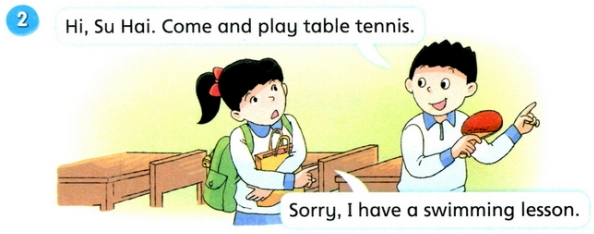 2
Hi, Su Hai. Come and play table tennis.
Sorry, I have a swimming lesson.